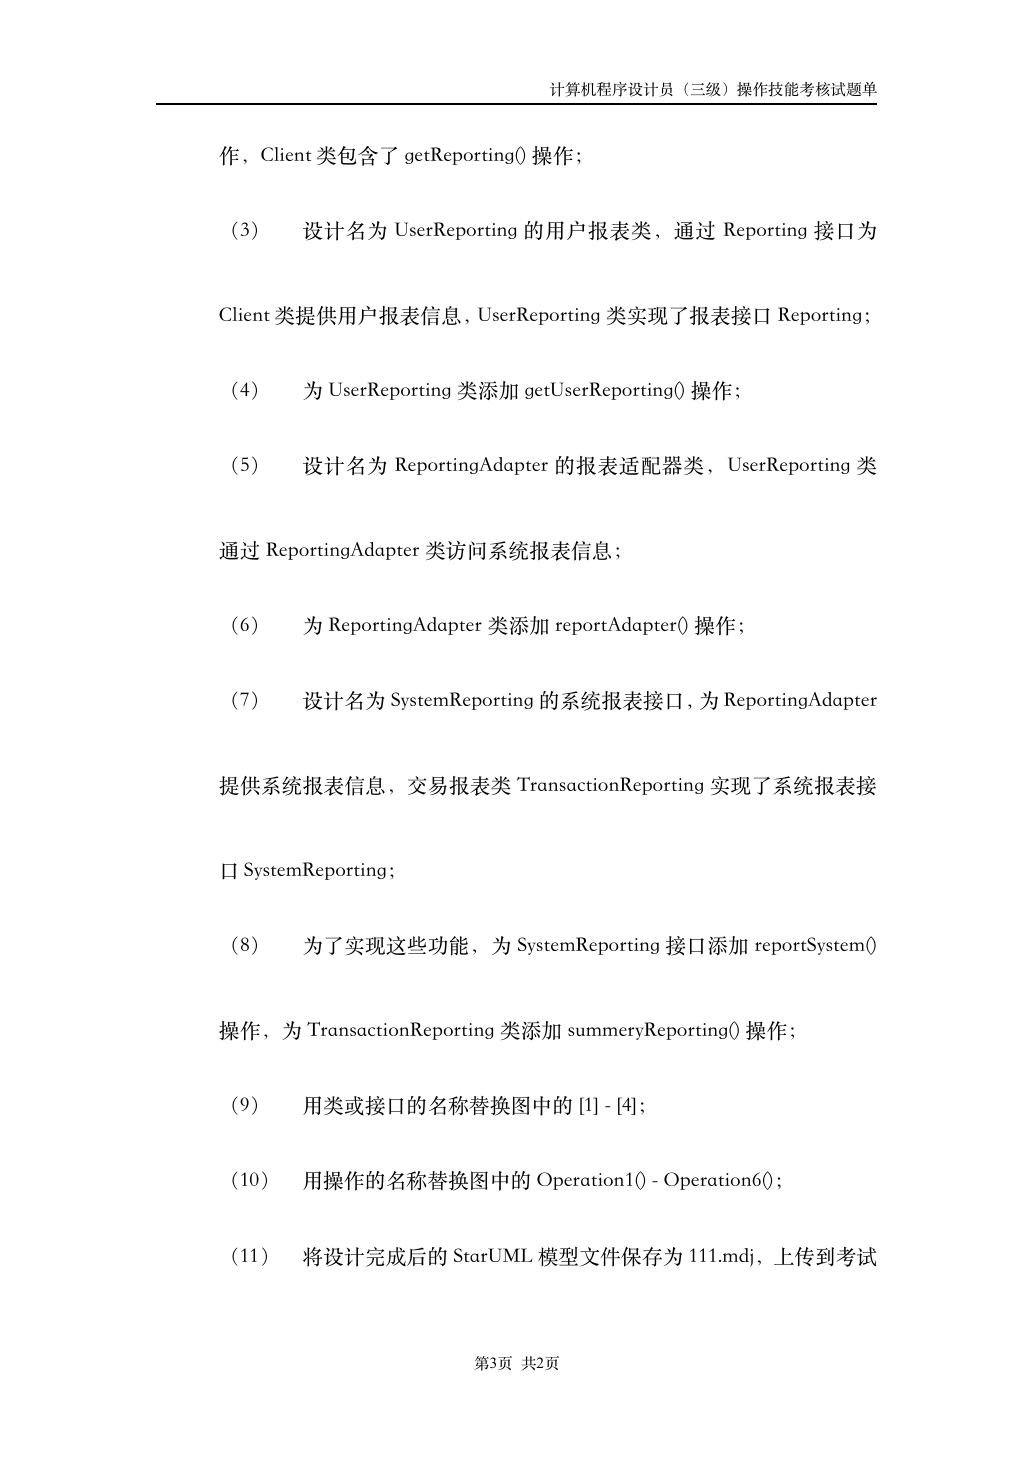 计算机程序设计员（三级）操作技能考核试题单
作，Client 类包含了 getReporting() 操作；
（3） 设计名为 UserReporting 的用户报表类，通过 Reporting 接口为
Client 类提供用户报表信息，UserReporting 类实现了报表接口 Reporting；
（4） 为 UserReporting 类添加 getUserReporting() 操作；
（5） 设计名为 ReportingAdapter 的报表适配器类，UserReporting 类
通过 ReportingAdapter 类访问系统报表信息；
（6） 为 ReportingAdapter 类添加 reportAdapter() 操作；
（7） 设计名为 SystemReporting 的系统报表接口，为 ReportingAdapter
提供系统报表信息，交易报表类 TransactionReporting 实现了系统报表接
口 SystemReporting；
（8） 为了实现这些功能，为 SystemReporting 接口添加 reportSystem()
操作，为 TransactionReporting 类添加 summeryReporting() 操作；
（9） 用类或接口的名称替换图中的 [1] - [4]；
（10） 用操作的名称替换图中的 Operation1() - Operation6()；
（11） 将设计完成后的 StarUML 模型文件保存为 111.mdj，上传到考试
第3页 共2页